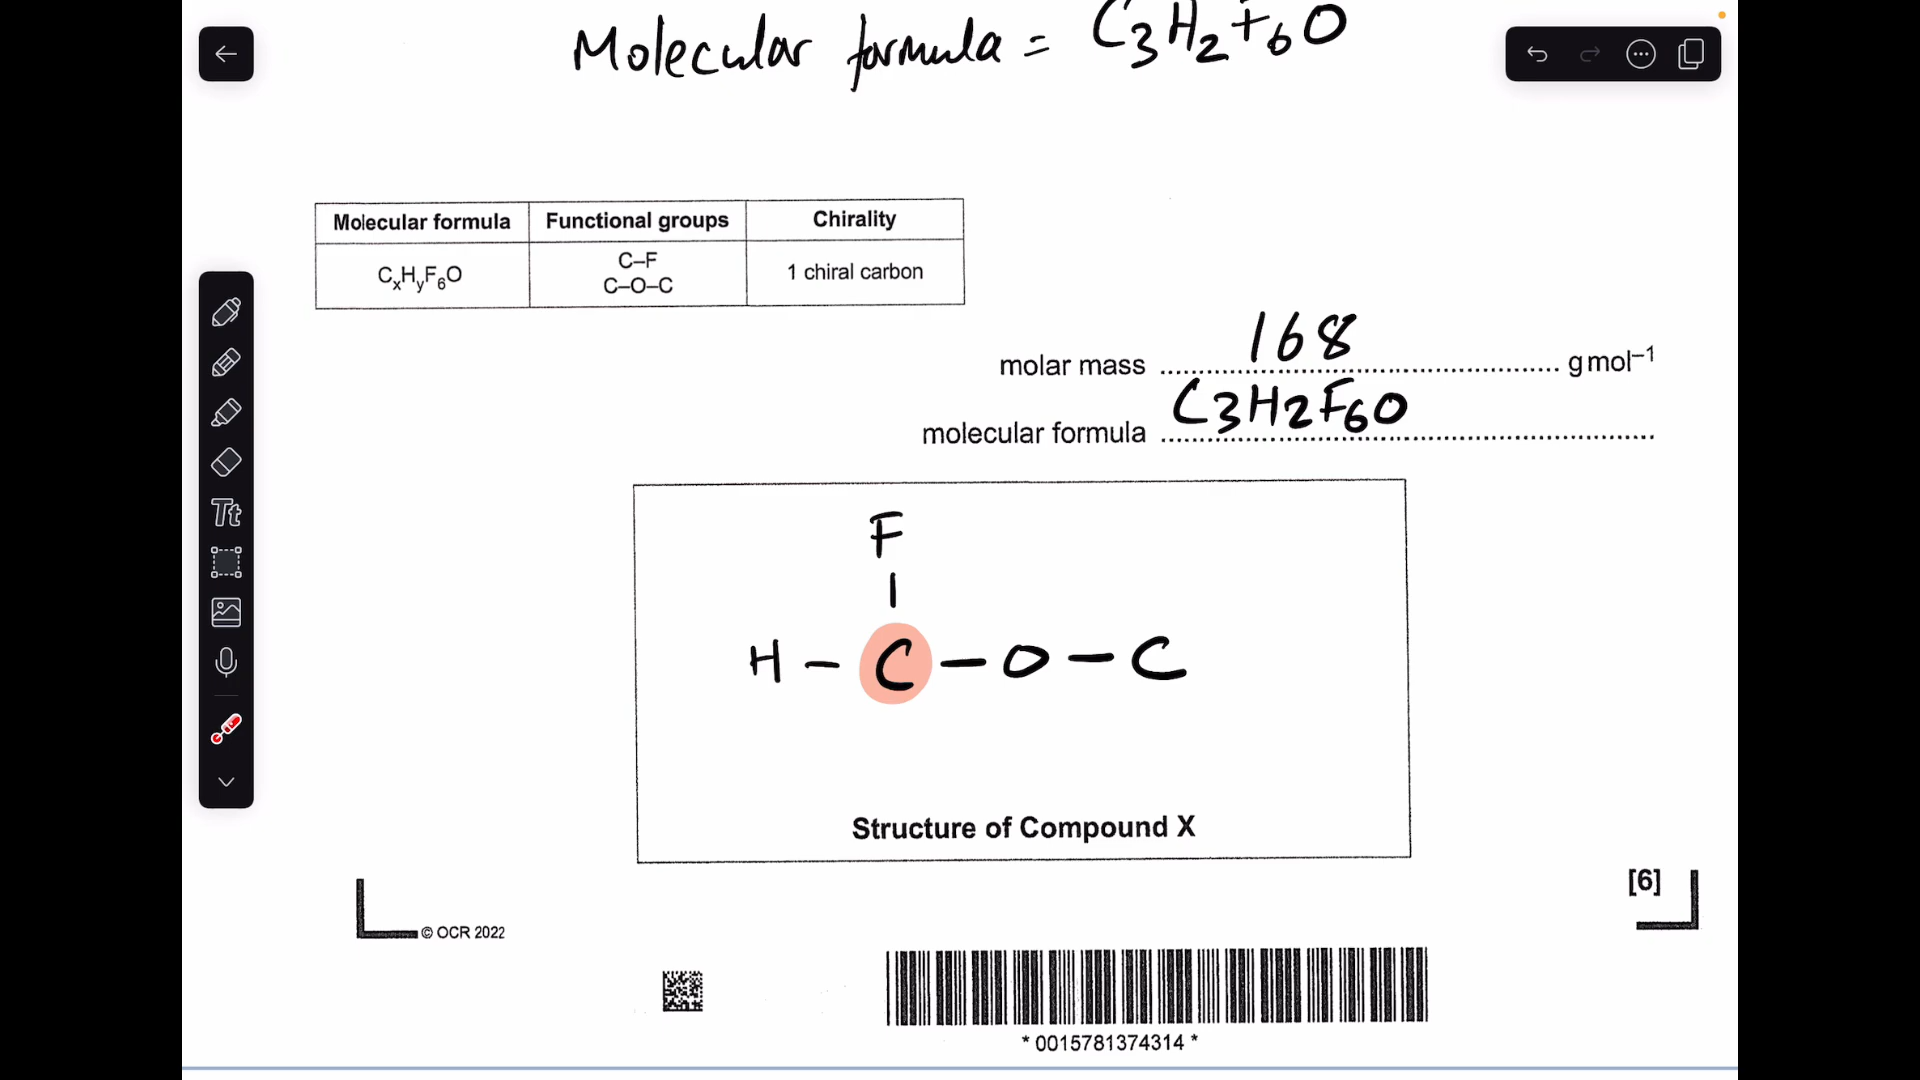 Molecular formula = C3H2F6O
Molecular formula Functional groups Chirality
CxHyF6O C–F C–O–C 1 chiral carbon
168
molar mass ........ g mol–1
C3H2F6O
molecular formula ........
F
H – C – O – C
Structure of Compound X
[6]
© OCR 2022
* 0015781374314 *
Tt